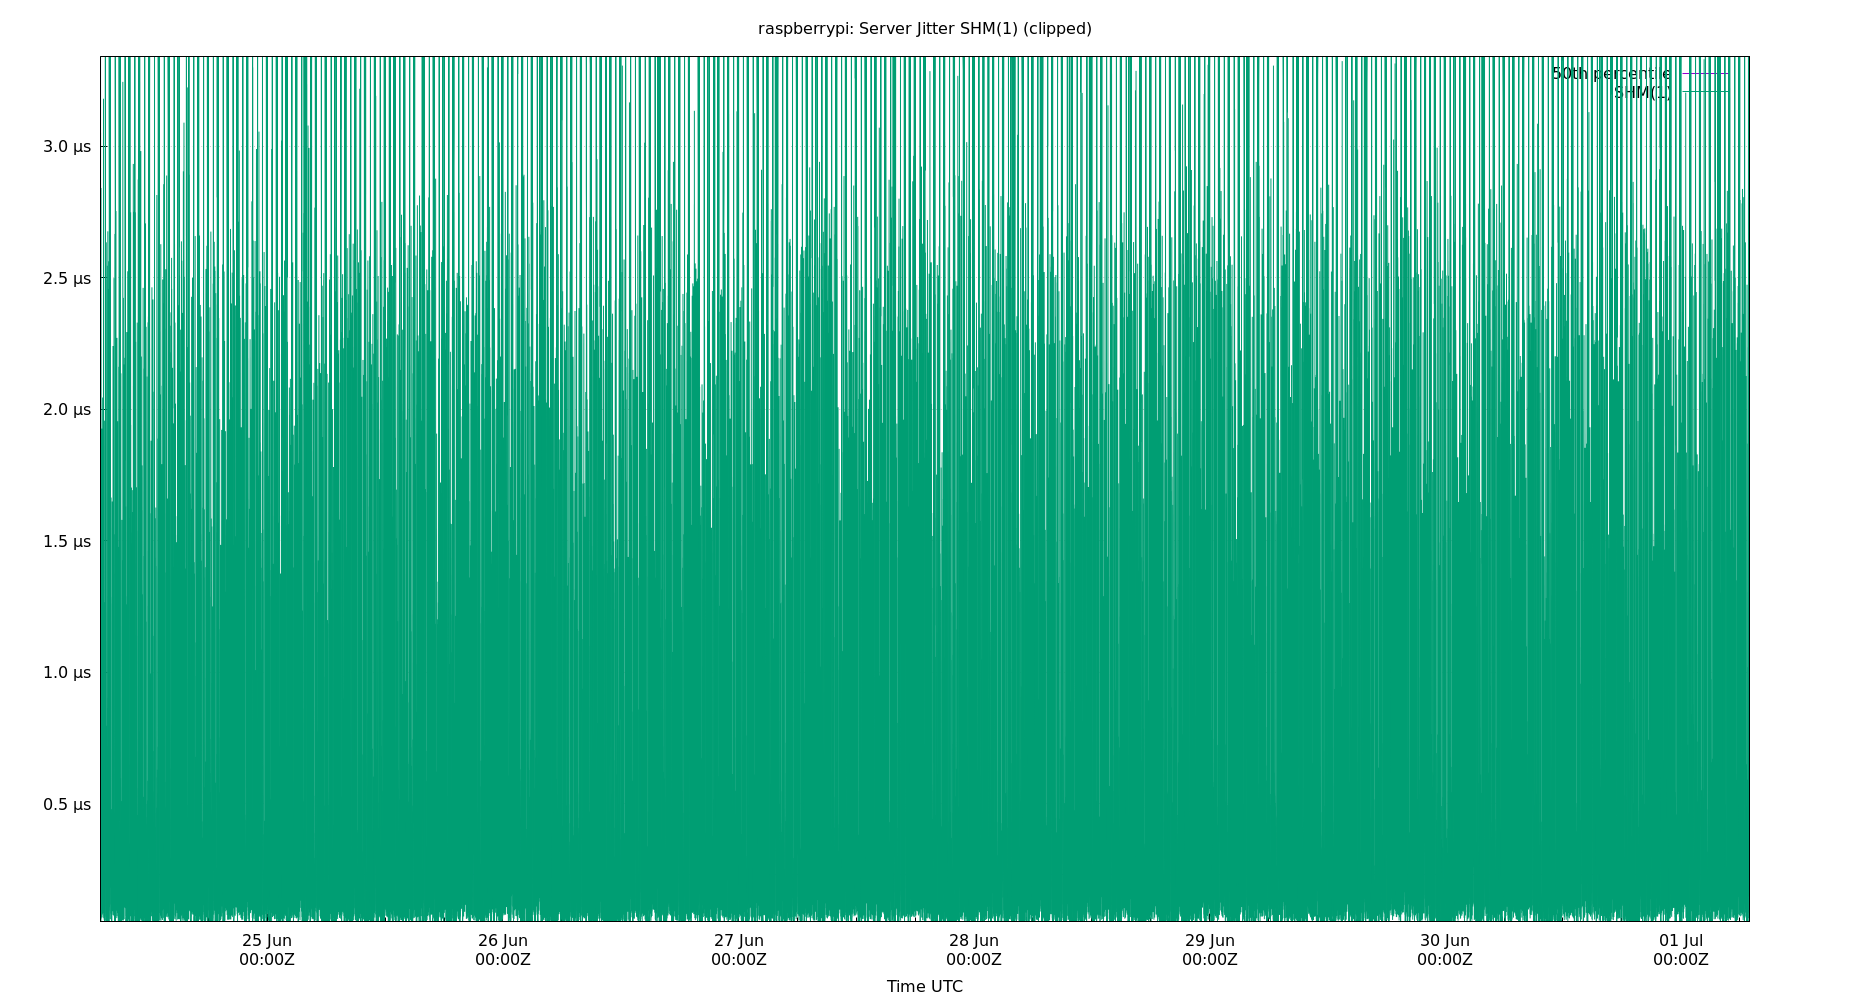 raspberrypi: Server Jitter SHM(1) (clipped)
50th percentile
SHM(1)
3.0 µs
2.5 µs
2.0 µs
1.5 µs
1.0 µs
0.5 µs
25 Jun 26 Jun 27 Jun 28 Jun 29 Jun 30 Jun 01 Jul
00:00Z 00:00Z 00:00Z 00:00Z 00:00Z 00:00Z 00:00Z
Time UTC